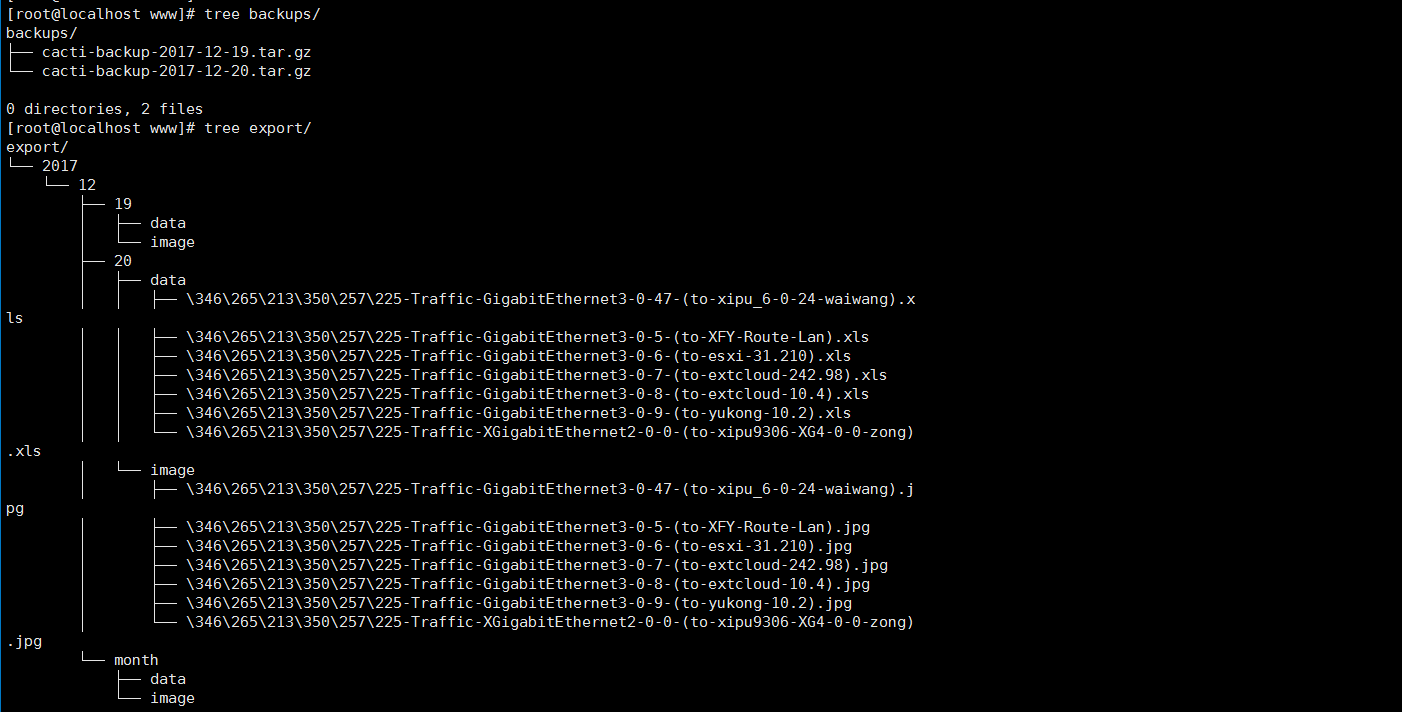 [root@localhost www]# tree backups/
backups/
├── cacti-backup-2017-12-19.tar.gz
└── cacti-backup-2017-12-20.tar.gz

0 directories, 2 files
[root@localhost www]# tree export/
export/
└── 2017
    └── 12
        ├── 19
        │   ├── data
        │   └── image
        ├── 20
        │   ├── data
        │   │   ├── \346\265\213\350\257\225-Traffic-GigabitEthernet3-0-47-(to-xipu_6-0-24-waiwang).x
ls
        │   │   ├── \346\265\213\350\257\225-Traffic-GigabitEthernet3-0-5-(to-XFY-Route-Lan).xls
        │   │   ├── \346\265\213\350\257\225-Traffic-GigabitEthernet3-0-6-(to-esxi-31.210).xls
        │   │   ├── \346\265\213\350\257\225-Traffic-GigabitEthernet3-0-7-(to-extcloud-242.98).xls
        │   │   ├── \346\265\213\350\257\225-Traffic-GigabitEthernet3-0-8-(to-extcloud-10.4).xls
        │   │   ├── \346\265\213\350\257\225-Traffic-GigabitEthernet3-0-9-(to-yukong-10.2).xls
        │   │   └── \346\265\213\350\257\225-Traffic-XGigabitEthernet2-0-0-(to-xipu9306-XG4-0-0-zong)
.xls
        │   └── image
        │       ├── \346\265\213\350\257\225-Traffic-GigabitEthernet3-0-47-(to-xipu_6-0-24-waiwang).j
pg
        │       ├── \346\265\213\350\257\225-Traffic-GigabitEthernet3-0-5-(to-XFY-Route-Lan).jpg
        │       ├── \346\265\213\350\257\225-Traffic-GigabitEthernet3-0-6-(to-esxi-31.210).jpg
        │       ├── \346\265\213\350\257\225-Traffic-GigabitEthernet3-0-7-(to-extcloud-242.98).jpg
        │       ├── \346\265\213\350\257\225-Traffic-GigabitEthernet3-0-8-(to-extcloud-10.4).jpg
        │       ├── \346\265\213\350\257\225-Traffic-GigabitEthernet3-0-9-(to-yukong-10.2).jpg
        │       └── \346\265\213\350\257\225-Traffic-XGigabitEthernet2-0-0-(to-xipu9306-XG4-0-0-zong)
.jpg
        └── month
            ├── data
            └── image